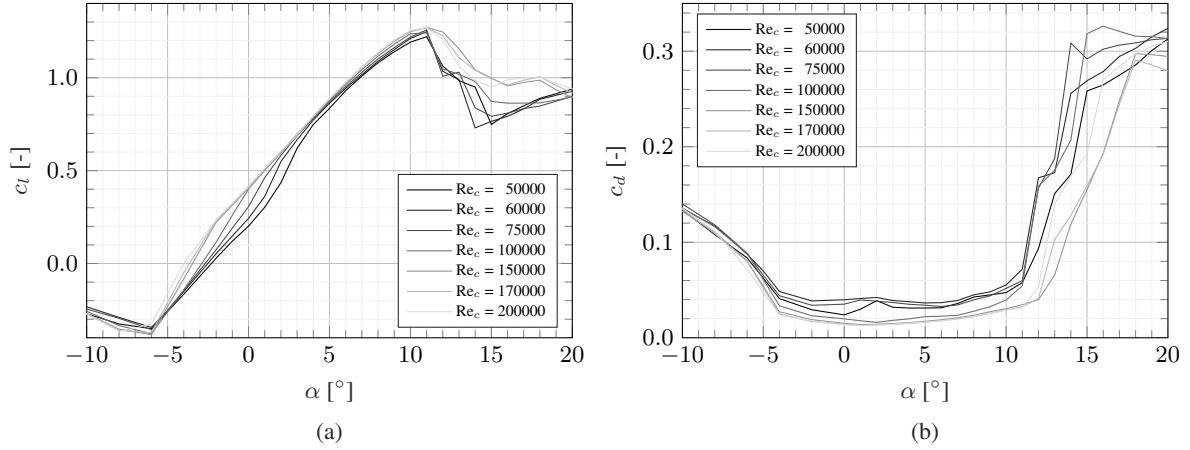 1.0
0.5
0.0
c_l [-]
Re_c = 50000
Re_c = 60000
Re_c = 75000
Re_c = 100000
Re_c = 150000
Re_c = 170000
Re_c = 200000
−10 −5 0 5 10 15 20
α [°]
(a)
0.3
0.2
0.1
0.0
c_d [-]
Re_c = 50000
Re_c = 60000
Re_c = 75000
Re_c = 100000
Re_c = 150000
Re_c = 170000
Re_c = 200000
−10 −5 0 5 10 15 20
α [°]
(b)